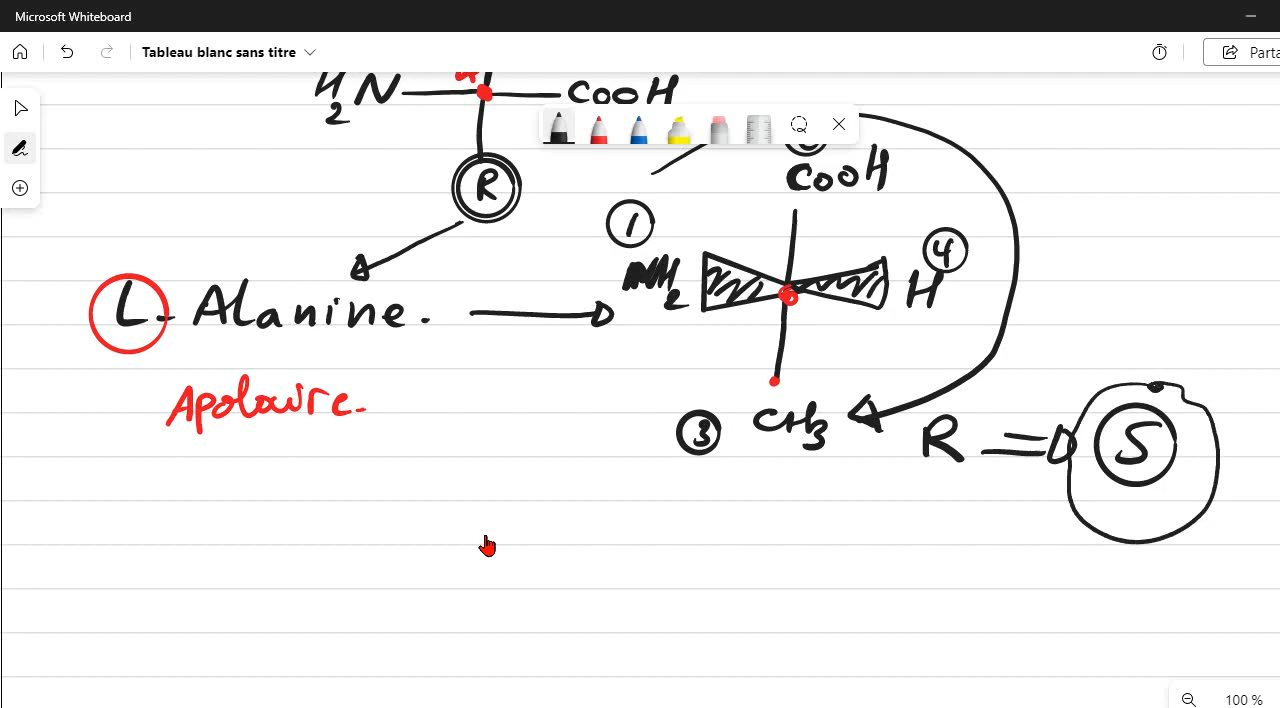 Microsoft Whiteboard
Tableau blanc sans titre
Parta
H2N COOH
R
COOH
1
NH2
4
H
L- Alanine.
Apolaire.
3
CH3
R
S
100 %